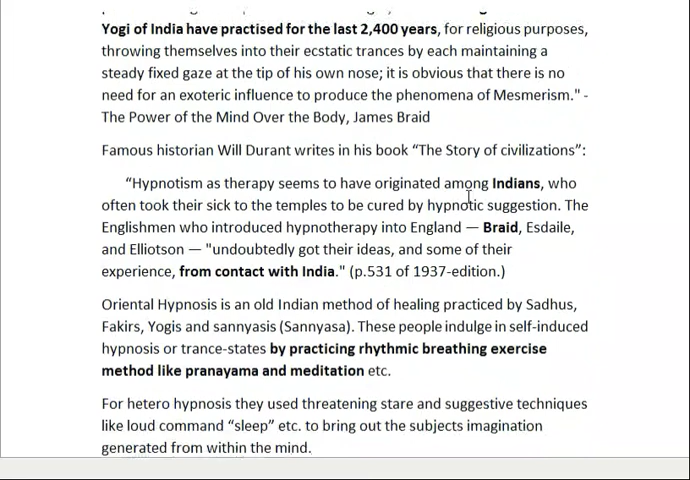 Yogi of India have practised for the last 2,400 years, for religious purposes,
throwing themselves into their ecstatic trances by each maintaining a
steady fixed gaze at the tip of his own nose; it is obvious that there is no
need for an exoteric influence to produce the phenomena of Mesmerism." -
The Power of the Mind Over the Body, James Braid
Famous historian Will Durant writes in his book “The Story of civilizations”:
“Hypnotism as therapy seems to have originated among Indians, who
often took their sick to the temples to be cured by hypnotic suggestion. The
Englishmen who introduced hypnotherapy into England — Braid, Esdaile,
and Elliotson — "undoubtedly got their ideas, and some of their
experience, from contact with India." (p.531 of 1937-edition.)
Oriental Hypnosis is an old Indian method of healing practiced by Sadhus,
Fakirs, Yogis and sannyasis (Sannyasa). These people indulge in self-induced
hypnosis or trance-states by practicing rhythmic breathing exercise
method like pranayama and meditation etc.
For hetero hypnosis they used threatening stare and suggestive techniques
like loud command “sleep” etc. to bring out the subjects imagination
generated from within the mind.